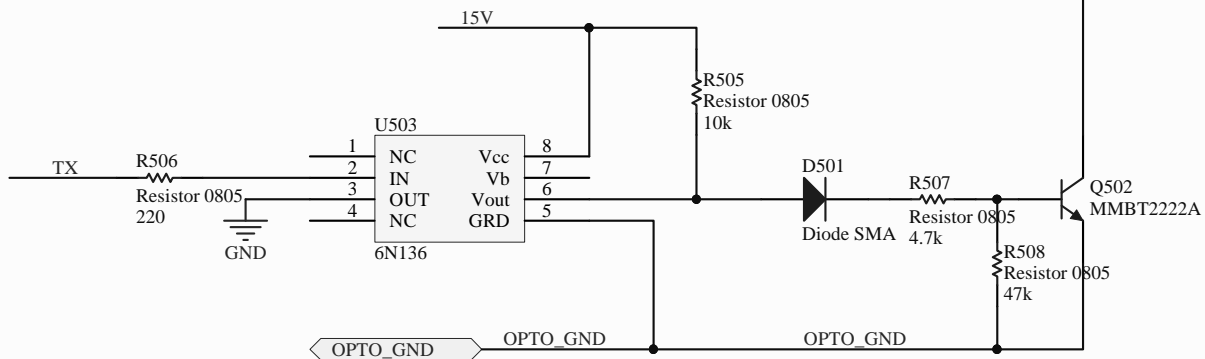 15V
R505
Resistor 0805
10k
U503
1
NC
Vcc
8
TX
R506
2
IN
Vb
7
D501
R507
Q502
MMBT2222A
Resistor 0805
220
3
OUT
Vout
6
4
NC
GRD
5
Diode SMA
Resistor 0805
4.7k
GND
6N136
R508
Resistor 0805
47k
OPTO_GND
OPTO_GND
OPTO_GND